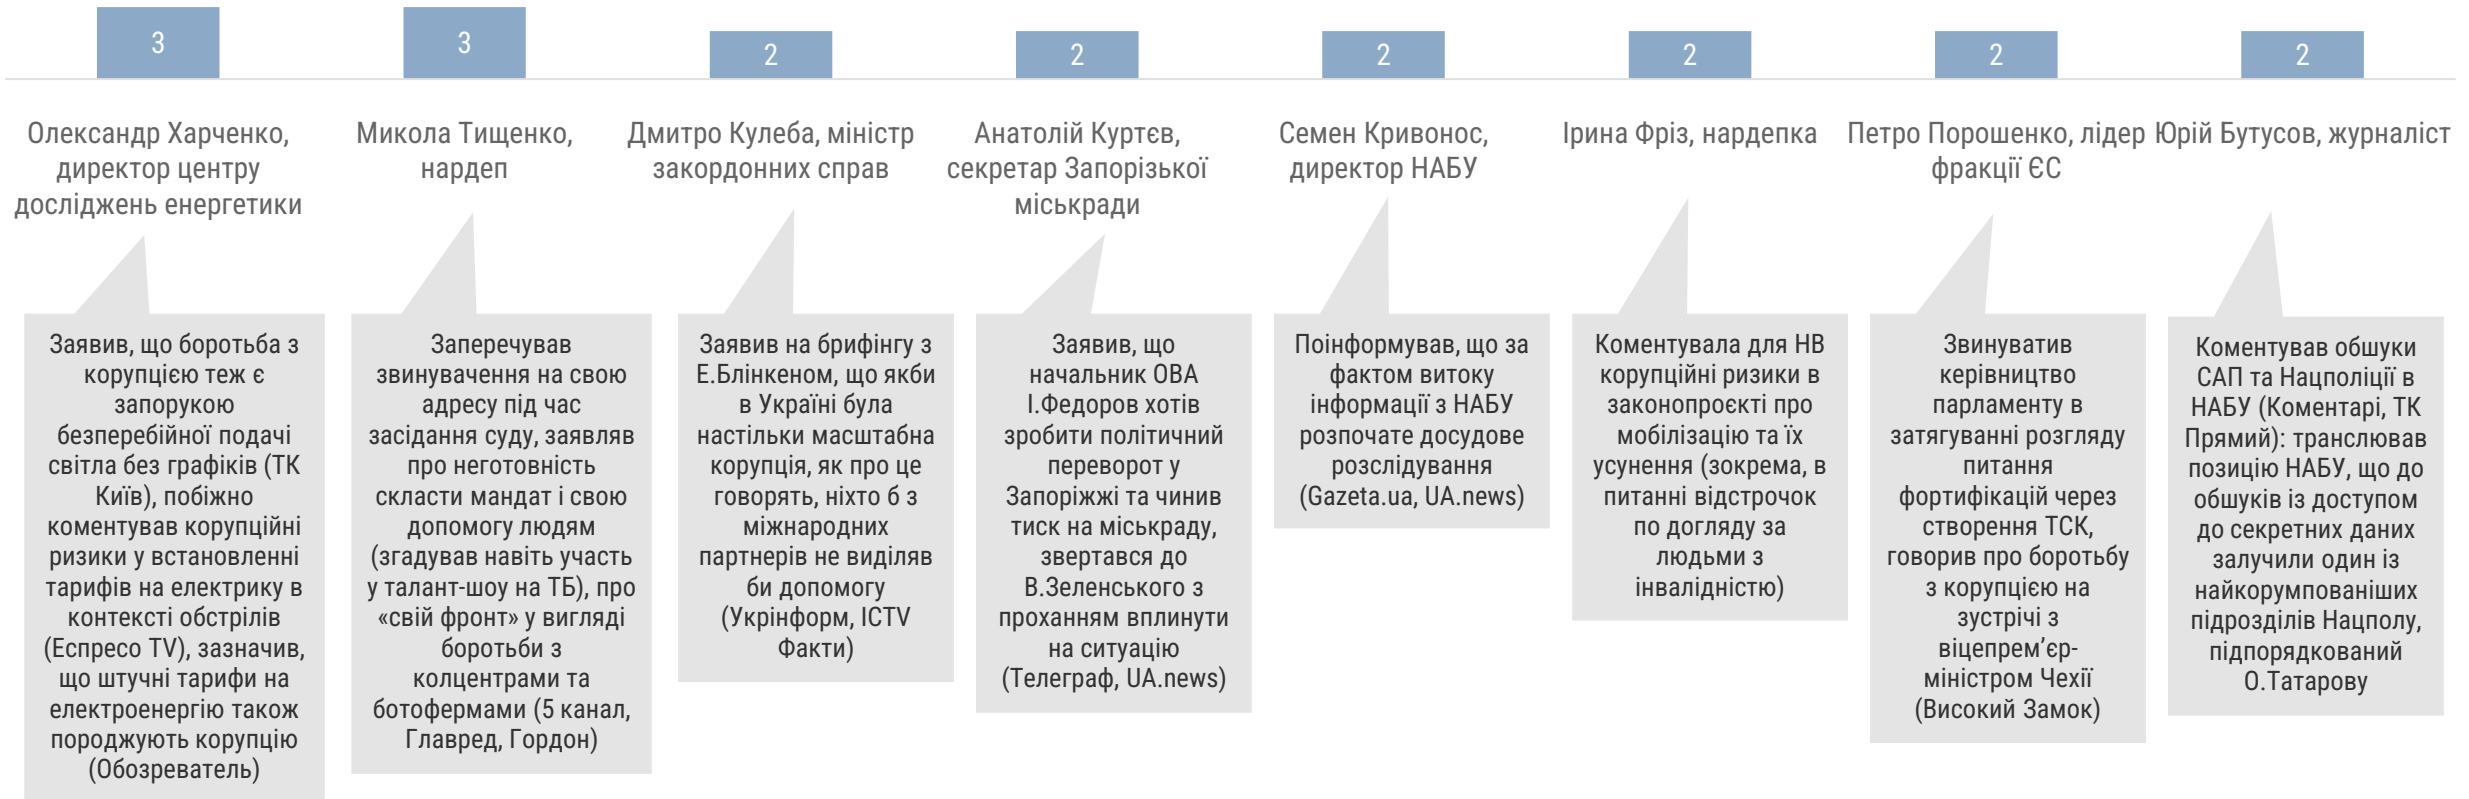 3
3
2
2
2
2
2
2
Олександр Харченко,
директор центру
досліджень енергетики
Микола Тищенко,
нардеп
Дмитро Кулеба, міністр
закордонних справ
Анатолій Куртєв,
секретар Запорізької
міськради
Семен Кривонос,
директор НАБУ
Ірина Фріз, нардепка
Петро Порошенко, лідер
фракції ЄС
Юрій Бутусов, журналіст
Заявив, що боротьба з
корупцією теж є
запорукою
безперебійної подачі
світла без графіків (ТК
Київ), побіжно
коментував корупційні
ризики у встановленні
тарифів на електрику в
контексті обстрілів
(Еспресо TV), зазначив,
що штучні тарифи на
електроенергію також
породжують корупцію
(Обозреватель)
Заперечував
звинувачення на свою
адресу під час
засідання суду, заявляв
про неготовність
скласти мандат і свою
допомогу людям
(згадував навіть участь
у талант-шоу на ТБ), про
«свій фронт» у вигляді
боротьби з
колцентрами та
ботофермами (5 канал,
Главред, Гордон)
Заявив на брифінгу з
Е.Блінкеном, що якби
в Україні була
настільки масштабна
корупція, як про це
говорять, ніхто б з
міжнародних
партнерів не виділяв
би допомогу
(Укрінформ, ICTV
Факти)
Заявив, що
начальник ОВА
І.Федоров хотів
зробити політичний
переворот у
Запоріжжі та чинив
тиск на міськраду,
звертався до
В.Зеленського з
проханням вплинути
на ситуацію
(Телеграф, UA.news)
Поінформував, що за
фактом витоку
інформації з НАБУ
розпочате досудове
розслідування
(Gazeta.ua, UA.news)
Коментувала для НВ
корупційні ризики в
законопроєкті про
мобілізацію та їх
усунення (зокрема, в
питанні відстрочок
по догляду за
людьми з
інвалідністю)
Звинуватив
керівництво
парламенту в
затягуванні розгляду
питання
фортифікацій через
створення ТСК,
говорив про боротьбу
з корупцією на
зустрічі з
віцепрем’єр-
міністром Чехії
(Високий Замок)
Коментував обшуки
САП та Нацполіції в
НАБУ (Коментарі, ТК
Прямий): транслював
позицію НАБУ, що до
обшуків із доступом
до секретних даних
залучили один із
найкорумпованіших
підрозділів Нацполу,
підпорядкований
О.Татарову